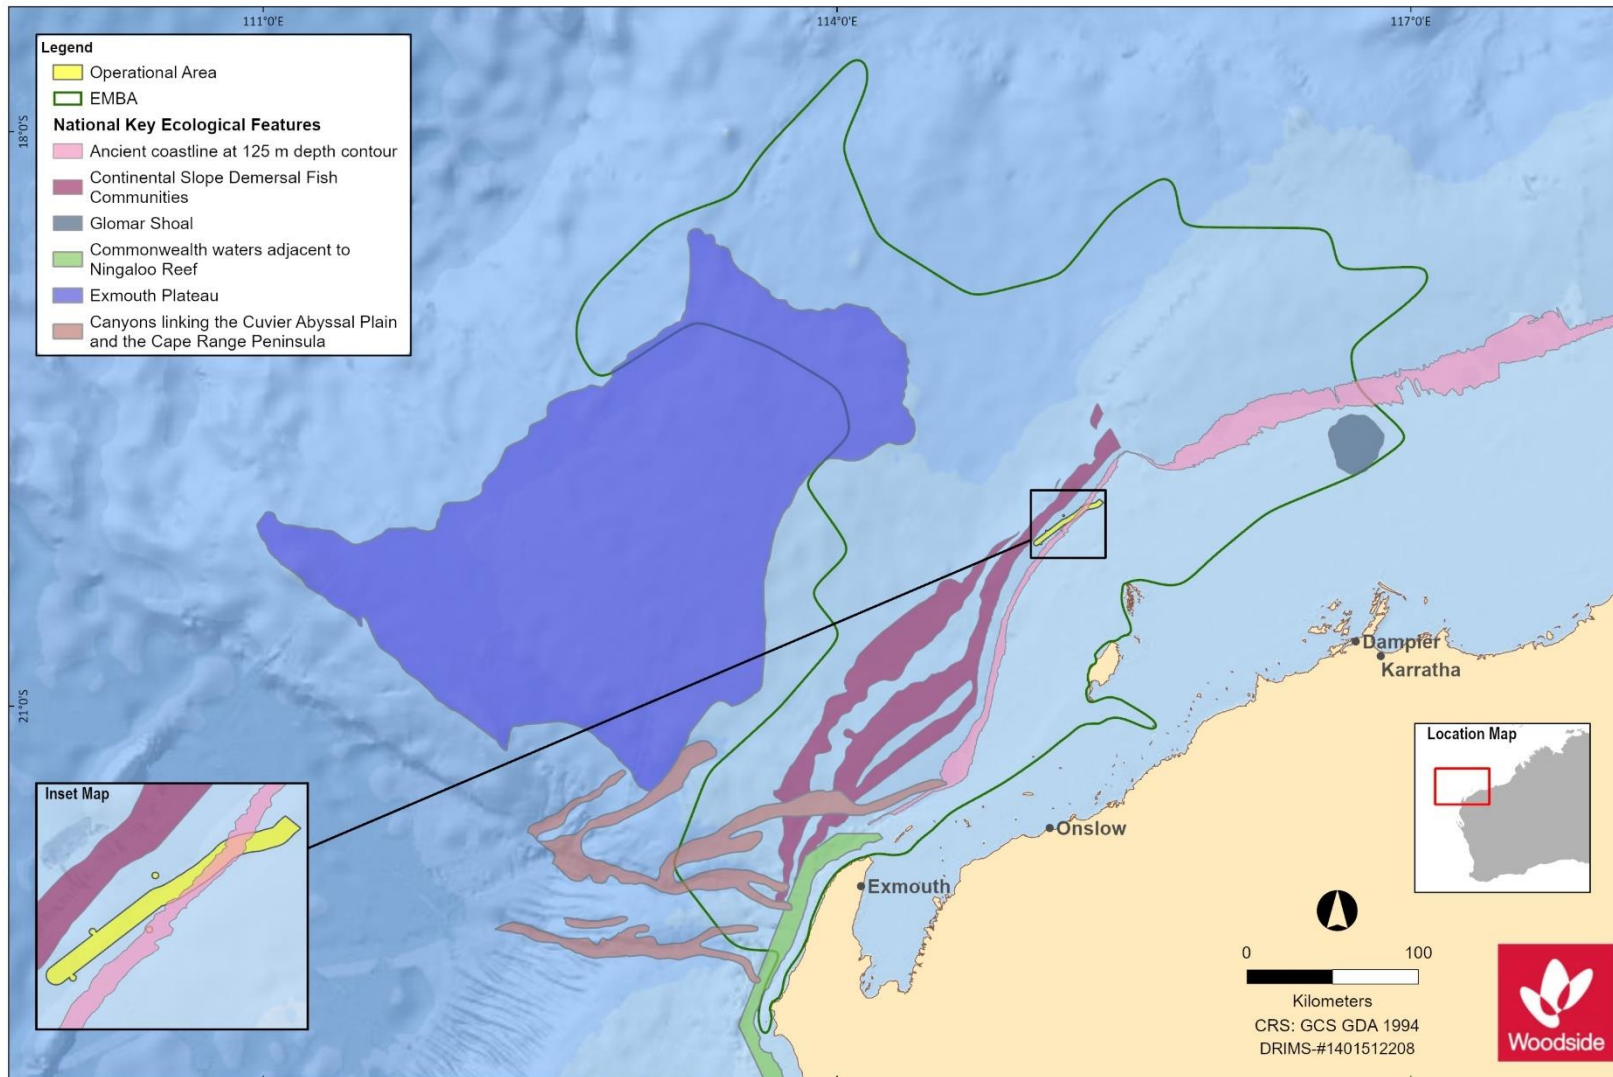 111°0'E
114°0'E
117°0'E
18°0'S
21°0'S
Legend
Operational Area
EMBA
National Key Ecological Features
Ancient coastline at 125 m depth contour
Continental Slope Demersal Fish
Communities
Glomar Shoal
Commonwealth waters adjacent to
Ningaloo Reef
Exmouth Plateau
Canyons linking the Cuvier Abyssal Plain
and the Cape Range Peninsula
Dampier
Karratha
Onslow
Exmouth
Inset Map
Location Map
0 100
Kilometers
CRS: GCS GDA 1994
DRIMS-#1401512208
Woodside